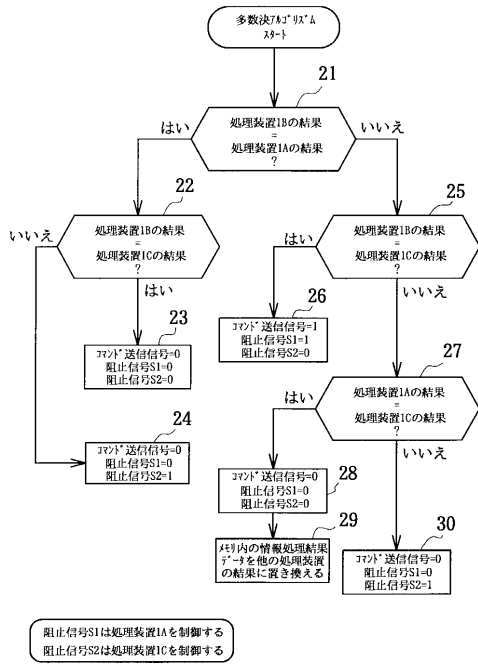 多数決ｱﾙｺﾞﾘｽﾞﾑ
スタート
21
はい
処理装置1Bの結果
=
処理装置1Aの結果
?
いいえ
22
いいえ
処理装置1Bの結果
=
処理装置1Cの結果
?
はい
25
はい
処理装置1Bの結果
=
処理装置1Cの結果
?
いいえ
23
ｺﾏﾝﾄﾞ送信信号=0
阻止信号S1=0
阻止信号S2=0
26
ｺﾏﾝﾄﾞ送信信号=1
阻止信号S1=1
阻止信号S2=0
27
はい
処理装置1Aの結果
=
処理装置1Cの結果
?
いいえ
24
ｺﾏﾝﾄﾞ送信信号=0
阻止信号S1=0
阻止信号S2=1
28
ｺﾏﾝﾄﾞ送信信号=0
阻止信号S1=0
阻止信号S2=0
29
ﾒﾓﾘ内の情報処理結果
データを他の処理装置
の結果に置き換える
30
ｺﾏﾝﾄﾞ送信信号=0
阻止信号S1=0
阻止信号S2=1
阻止信号S1は処理装置1Aを制御する
阻止信号S2は処理装置1Cを制御する